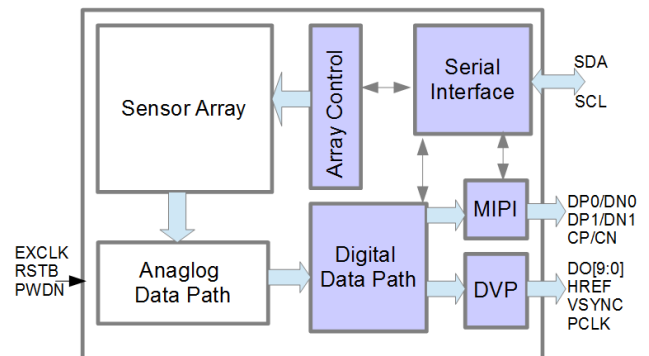 Sensor Array
Array Control
Serial
Interface
SDA
SCL
MIPI
DP0/DN0
DP1/DN1
CP/CN
EXCLK
RSTB
PWDN
Anaglog
Data Path
Digital
Data Path
DVP
DO[9:0]
HREF
VSYNC
PCLK